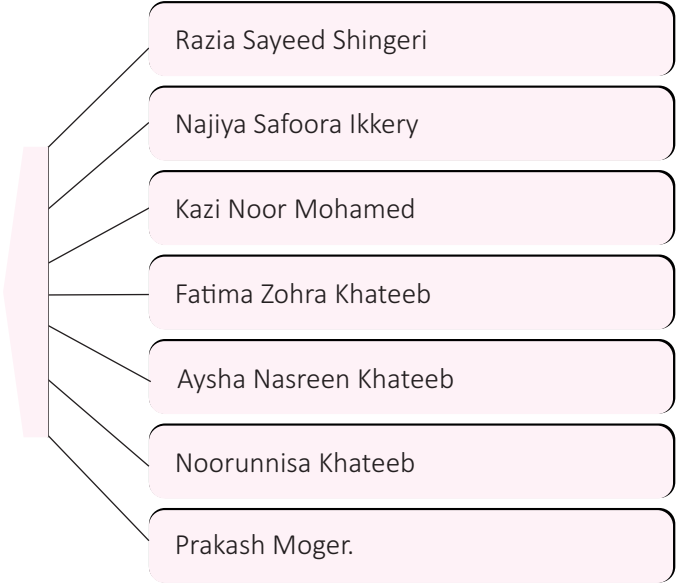 Razia Sayeed Shingeri
Najiya Safoora Ikkery
Kazi Noor Mohamed
Fatima Zohra Khateeb
Aysha Nasreen Khateeb
Noorunnisa Khateeb
Prakash Moger.